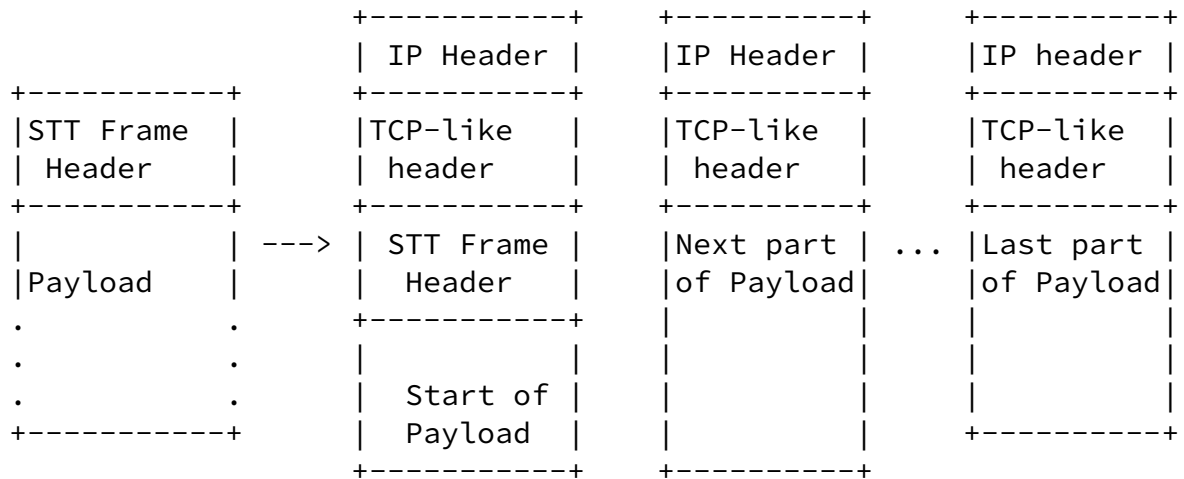 +-----------+     +----------+     +----------+
                        | IP Header |     |IP Header |     |IP header |
+-----------+           +-----------+     +----------+     +----------+
|STT Frame  |           |TCP-like   |     |TCP-like  |     |TCP-like  |
| Header    |           | header    |     | header   |     | header   |
+-----------+           +-----------+     +----------+     +----------+
|           | --->      | STT Frame |     |Next part | ... |Last part |
|Payload    |           |  Header   |     |of Payload|     |of Payload|
.           .           +-----------+     |          |     |          |
.           .           |           |     |          |     |          |
.           .           |  Start of |     |          |     |          |
+-----------+           |  Payload  |     |          |     +----------+
                        +-----------+     +----------+